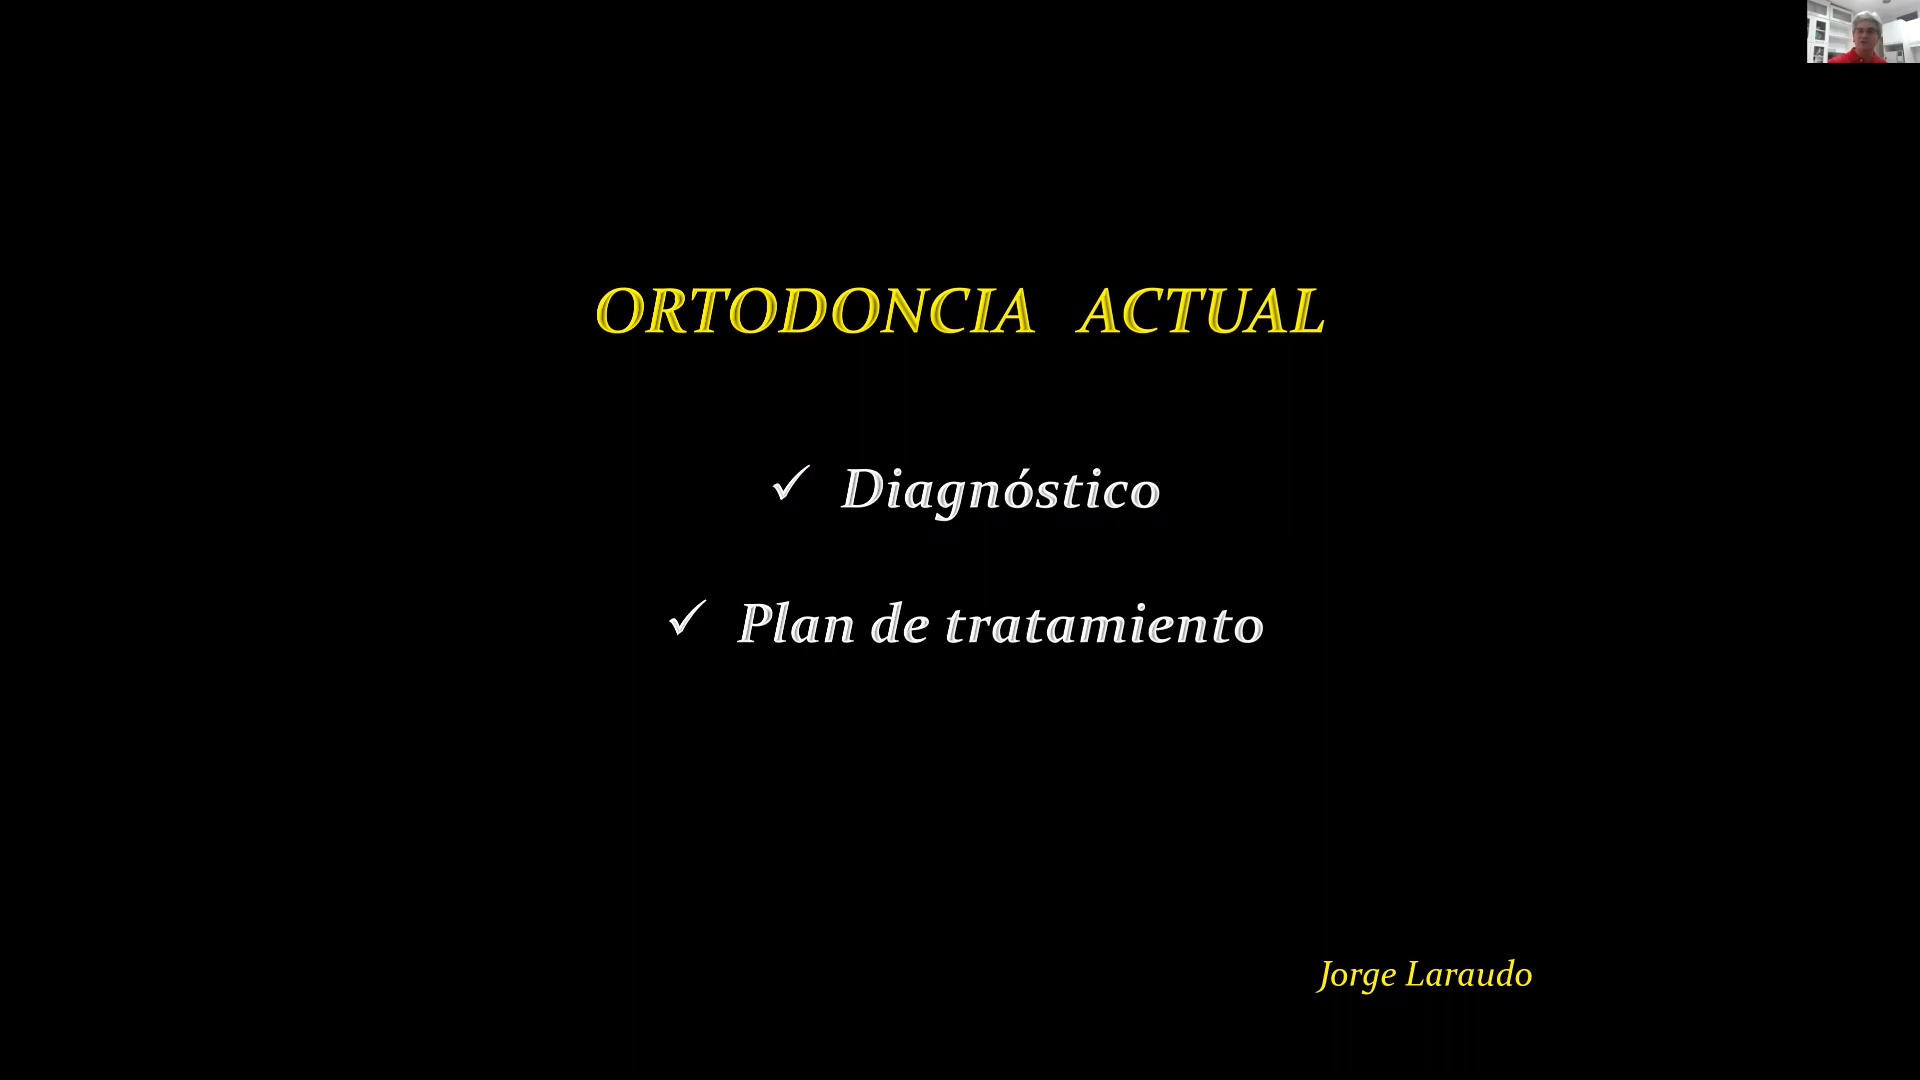 ORTODONCIA ACTUAL
✓ Diagnóstico
✓ Plan de tratamiento
Jorge Laraudo